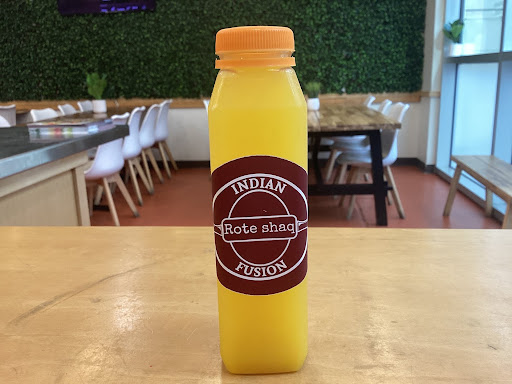 INDIAN
Rote shaq
FUSION